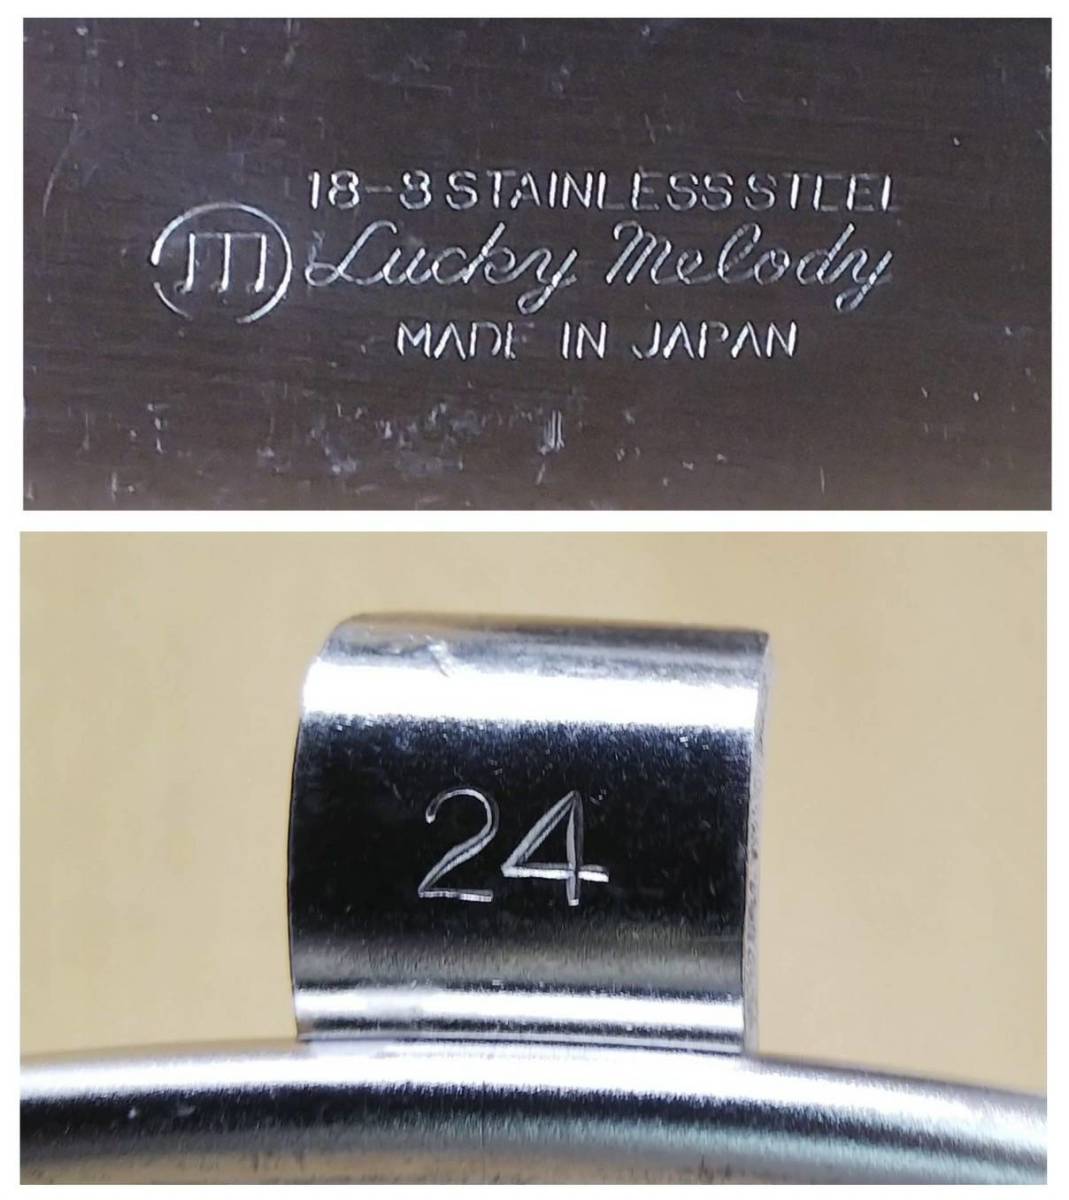 18-8 STAINLESS STEEL
m Lucky Melody
MADE IN JAPAN
24